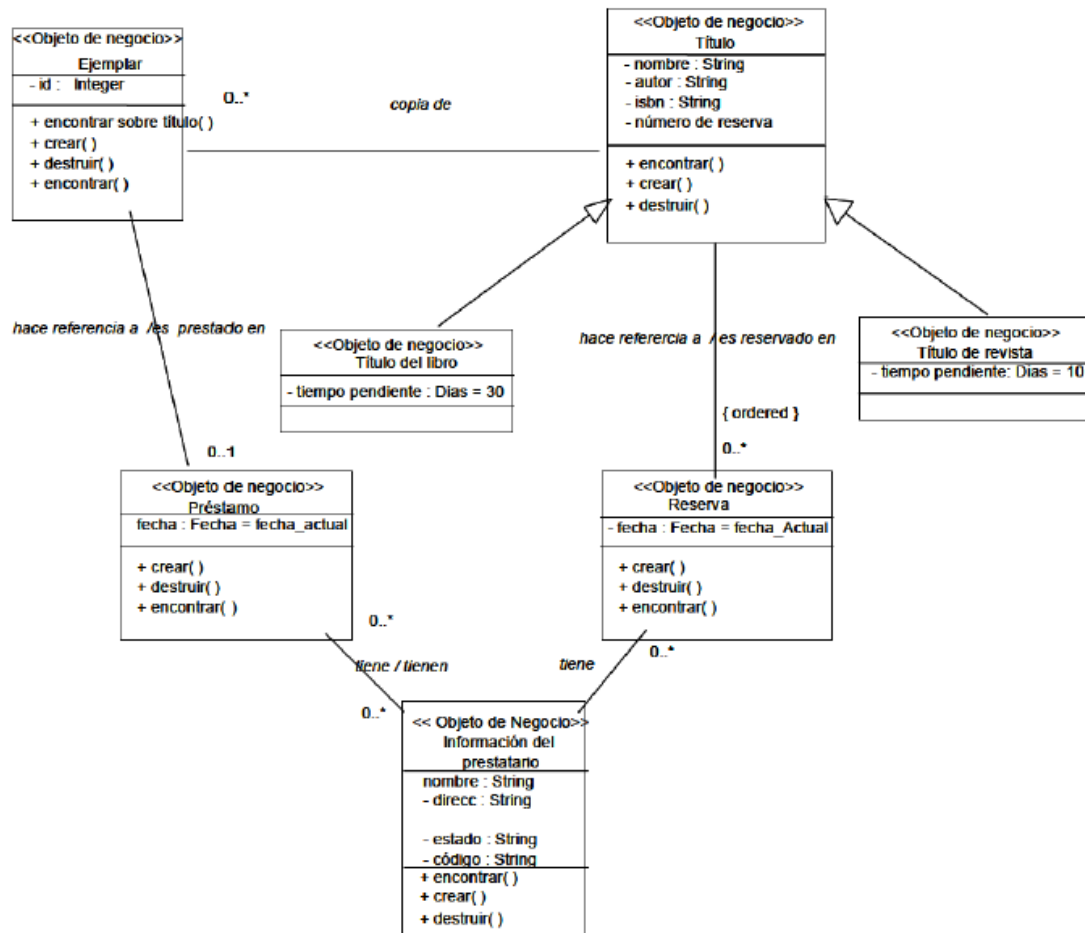 <<Objeto de negocio>>
Ejemplar
- id : Integer
+ encontrar sobre título( )
+ crear( )
+ destruir( )
+ encontrar( )
0..*
copia de
<<Objeto de negocio>>
Título
- nombre : String
- autor : String
- isbn : String
- número de reserva
+ encontrar( )
+ crear( )
+ destruir( )
hace referencia a /es prestado en
<<Objeto de negocio>>
Título del libro
- tiempo pendiente : Dias = 30
hace referencia a / es reservado en
<<Objeto de negocio>>
Título de revista
- tiempo pendiente: Dias = 10
{ ordered }
0..1
0..*
<<Objeto de negocio>>
Préstamo
fecha : Fecha = fecha_actual
+ crear( )
+ destruir( )
+ encontrar( )
<<Objeto de negocio>>
Reserva
- fecha : Fecha = fecha_Actual
+ crear( )
+ destruir( )
+ encontrar( )
0..*
tiene / tienen
0..*
tiene
0..*
<< Objeto de Negocio>>
Información del
prestatario
nombre : String
- direcc : String
- estado : String
- código : String
+ encontrar( )
+ crear( )
+ destruir( )